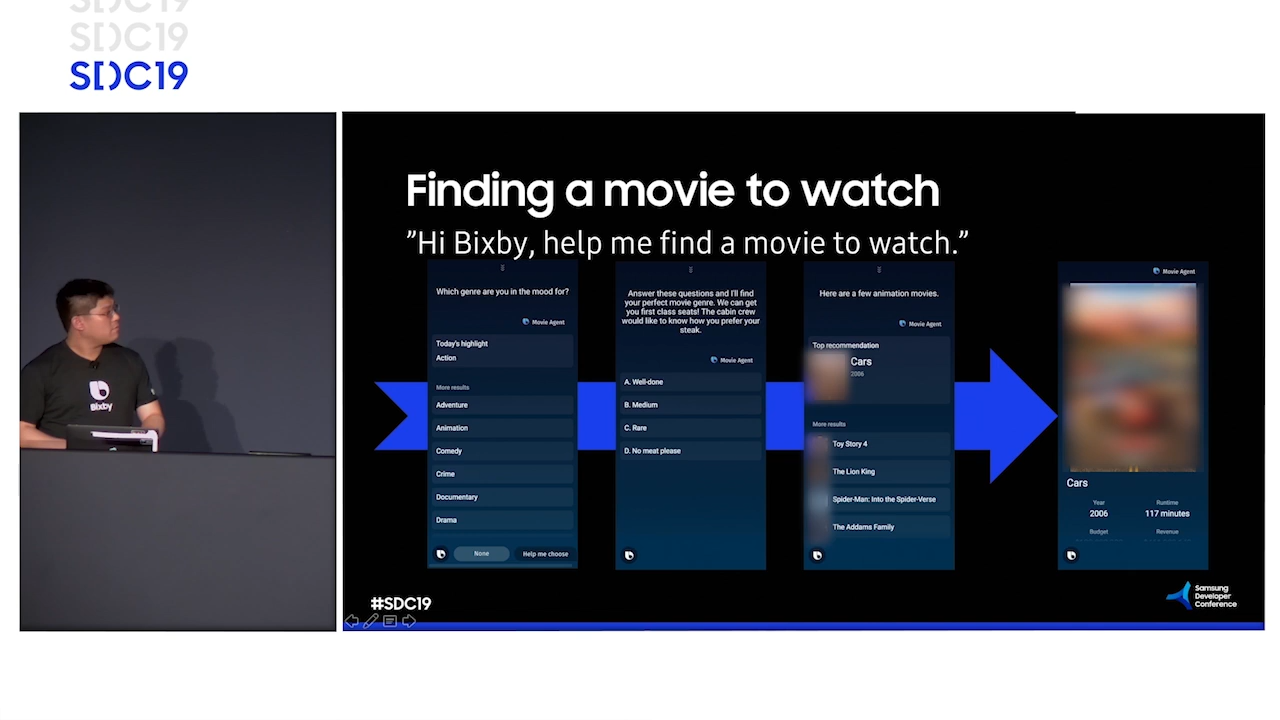 SDC19
SDC19
SDC19
Bixby
Finding a movie to watch
”Hi Bixby, help me find a movie to watch.”
Which genre are you in the mood for?
Movie Agent
Today's highlight
Action
More results
Adventure
Animation
Comedy
Crime
Documentary
Drama
None
Help me choose
Answer these questions and I'll find
your perfect movie genre. We can get
you first class seats! The cabin crew
would like to know how you prefer your
steak.
Movie Agent
A. Well-done
B. Medium
C. Rare
D. No meat please
Here are a few animation movies.
Movie Agent
Top recommendation
Cars
2006
More results
Toy Story 4
The Lion King
Spider-Man: Into the Spider-Verse
The Addams Family
Movie Agent
Cars
Year
Runtime
2006
117 minutes
Budget
Revenue
#SDC19
Samsung
Developer
Conference